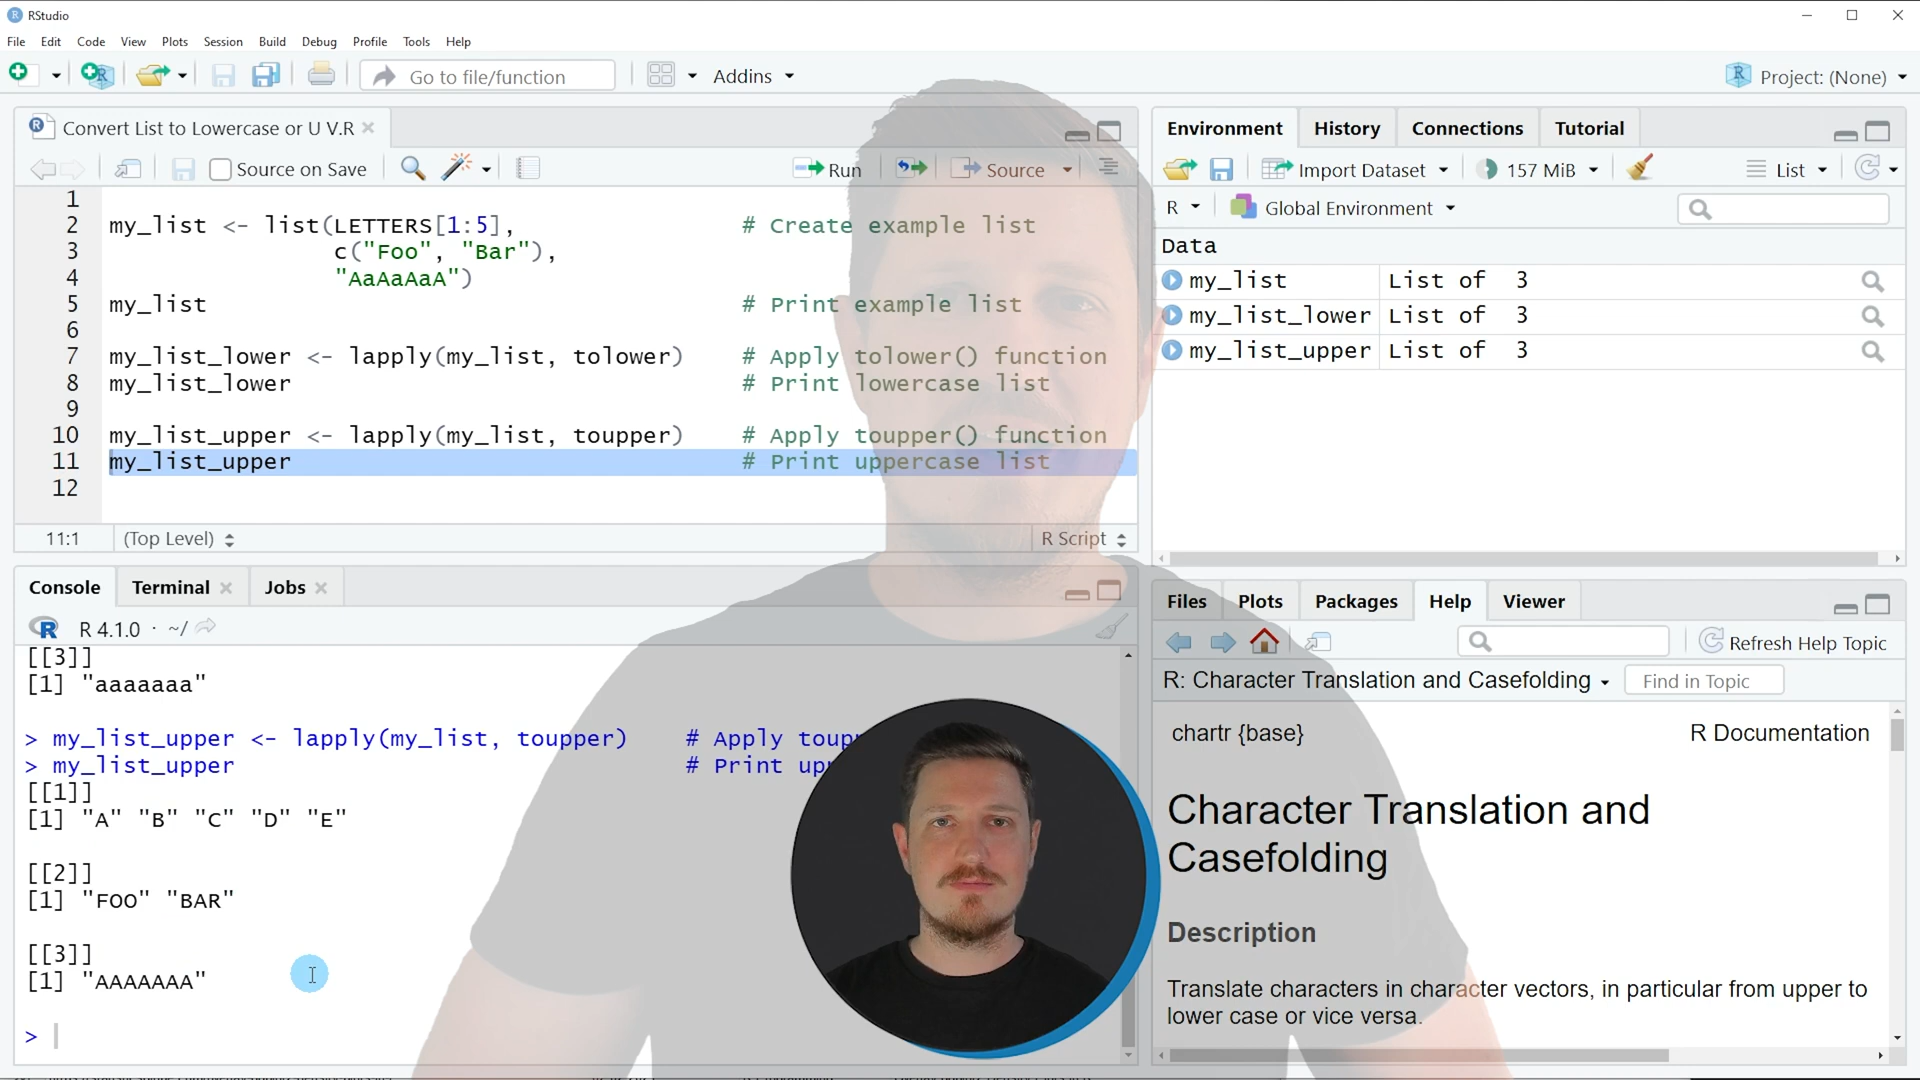 RStudio
File Edit Code View Plots Session Build Debug Profile Tools Help
Go to file/function
Addins
Project: (None)
Convert List to Lowercase or U V.R
Source on Save
Run
Source
1
2 my_list <- list(LETTERS[1:5], # Create example list
3 c("Foo", "Bar"),
4 "AaAaAaA")
5 my_list # Print example list
6
7 my_list_lower <- lapply(my_list, tolower) # Apply tolower() function
8 my_list_lower # Print lowercase list
9
10 my_list_upper <- lapply(my_list, toupper) # Apply toupper() function
11 my_list_upper # Print uppercase list
12
11:1 (Top Level) R Script
Console Terminal Jobs
R 4.1.0 · ~/
[[3]]
[1] "aaaaaaa"
> my_list_upper <- lapply(my_list, toupper) # Apply toup
> my_list_upper # Print up
[[1]]
[1] "A" "B" "C" "D" "E"
[[2]]
[1] "FOO" "BAR"
[[3]]
[1] "AAAAAAA"
>
Environment History Connections Tutorial
Import Dataset 157 MiB List
R Global Environment
Data
my_list List of 3
my_list_lower List of 3
my_list_upper List of 3
Files Plots Packages Help Viewer
Refresh Help Topic
R: Character Translation and Casefolding Find in Topic
chartr {base} R Documentation
Character Translation and
Casefolding
Description
Translate characters in character vectors, in particular from upper to
lower case or vice versa.